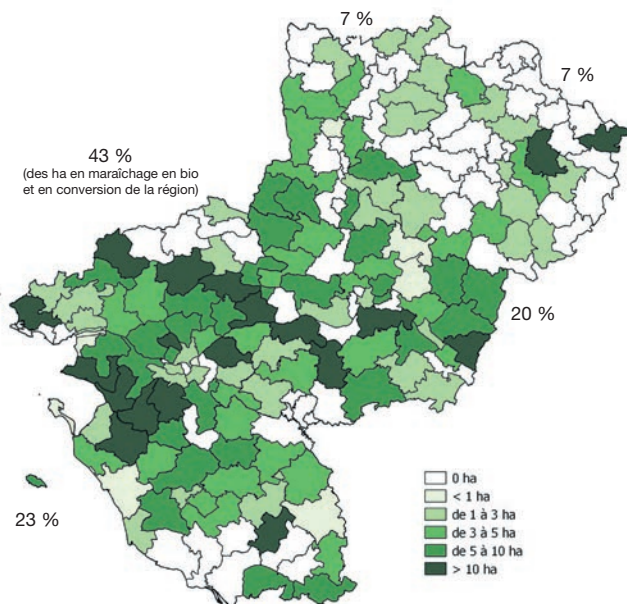 7 %
7 %
43 %
(des ha en maraîchage en bio
et en conversion de la région)
20 %
23 %
0 ha
< 1 ha
de 1 à 3 ha
de 3 à 5 ha
de 5 à 10 ha
> 10 ha